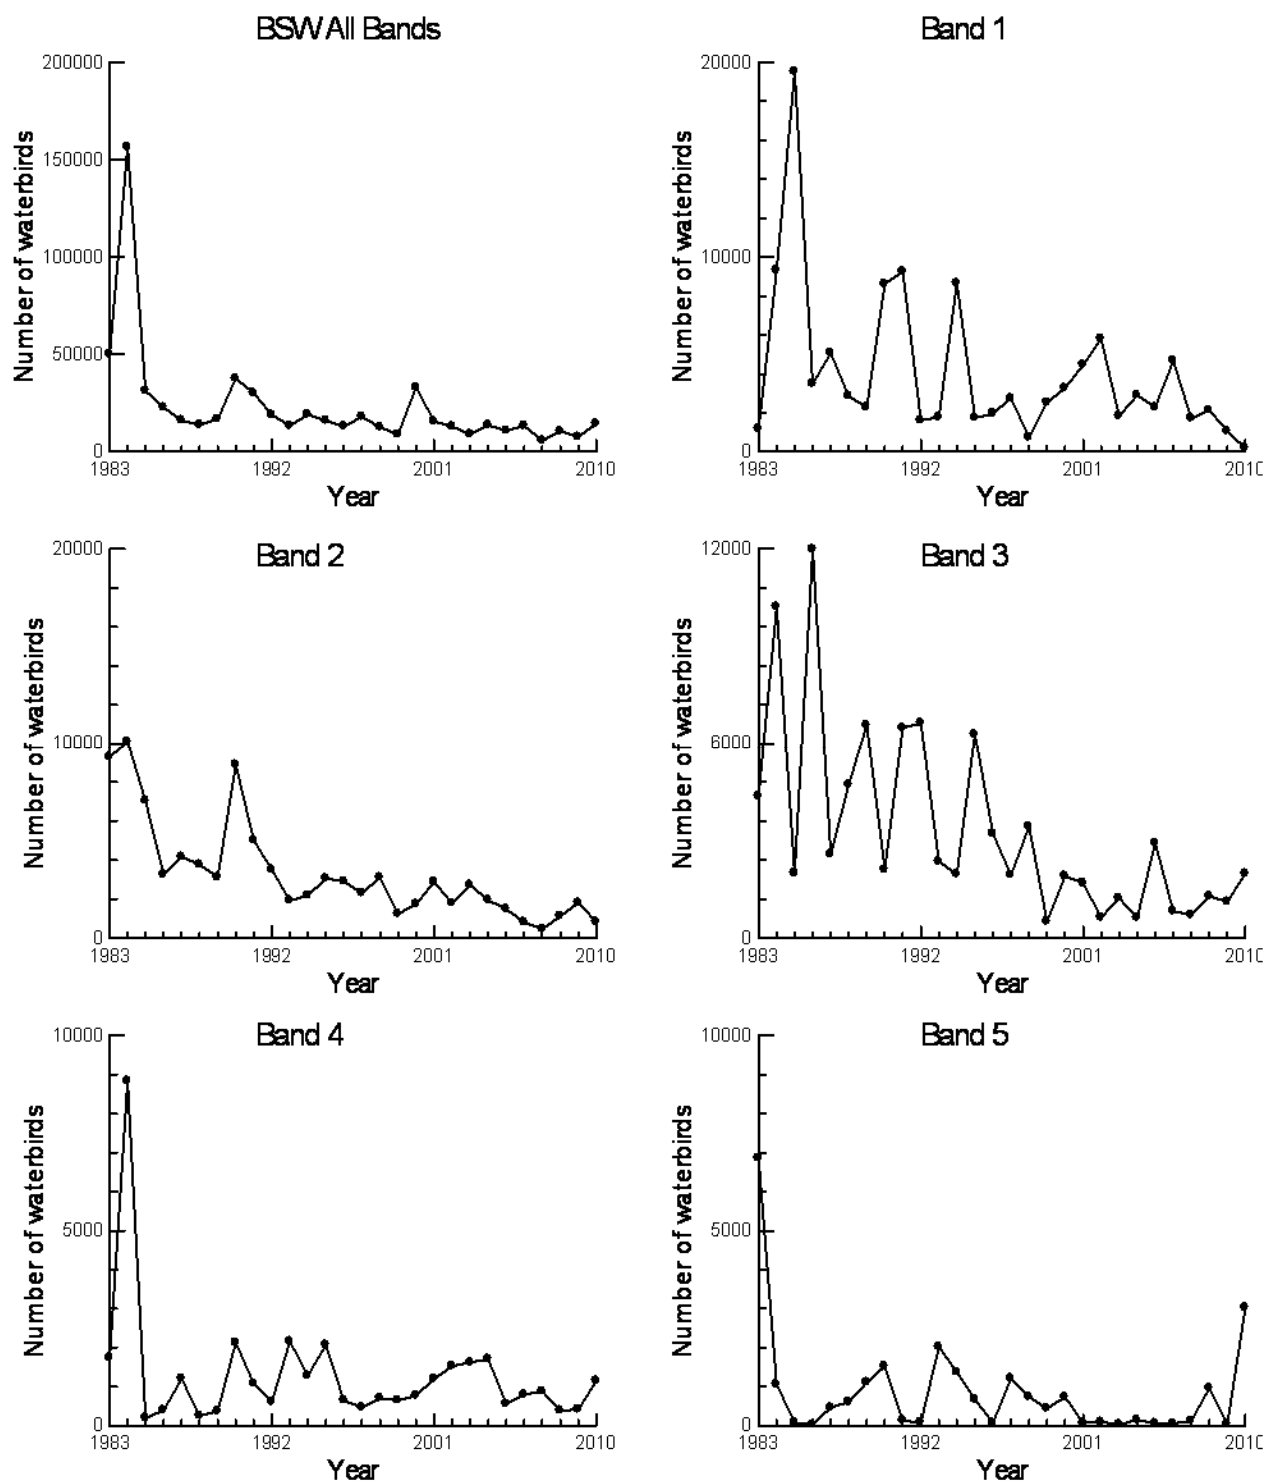 BSW All Bands
Number of waterbirds
200000
150000
100000
50000
0
1983
1992
2001
2010
Year
Band 1
Number of waterbirds
20000
10000
0
1983
1992
2001
2010
Year
Band 2
Number of waterbirds
20000
10000
0
1983
1992
2001
2010
Year
Band 3
Number of waterbirds
12000
6000
0
1983
1992
2001
2010
Year
Band 4
Number of waterbirds
10000
5000
0
1983
1992
2001
2010
Year
Band 5
Number of waterbirds
10000
5000
0
1983
1992
2001
2010
Year